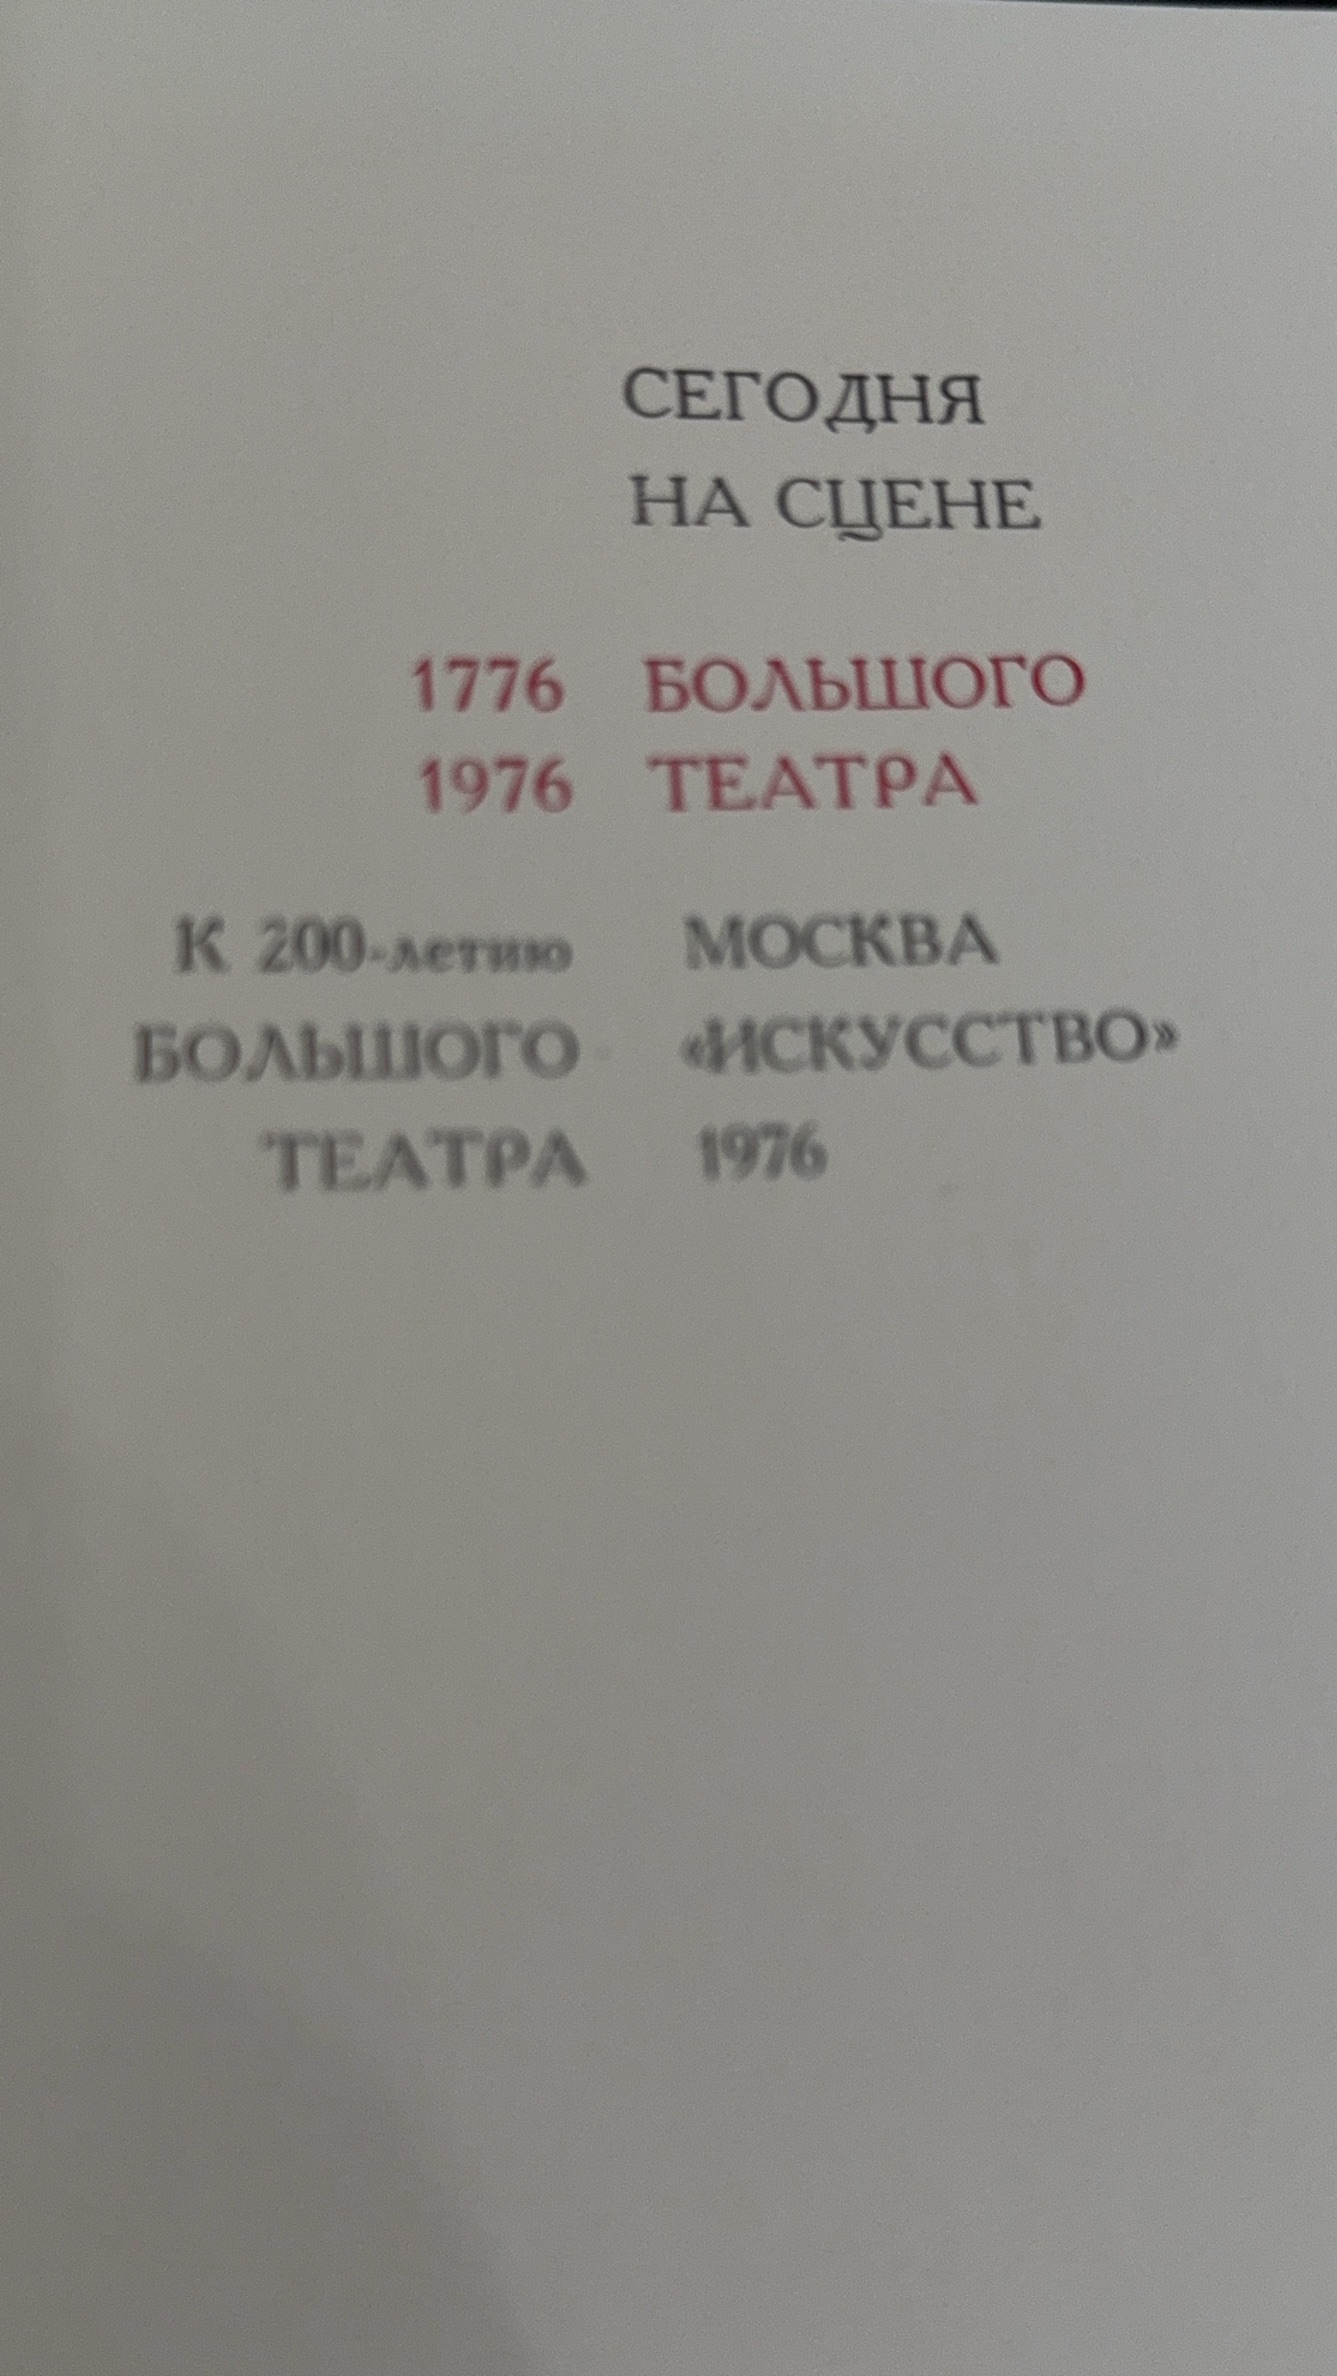 СЕГОДНЯ
НА СЦЕНЕ
1776 БОЛЬШОГО
1976 ТЕАТРА
К 200-летию МОСКВА
БОЛЬШОГО «ИСКУССТВО»
ТЕАТРА 1976